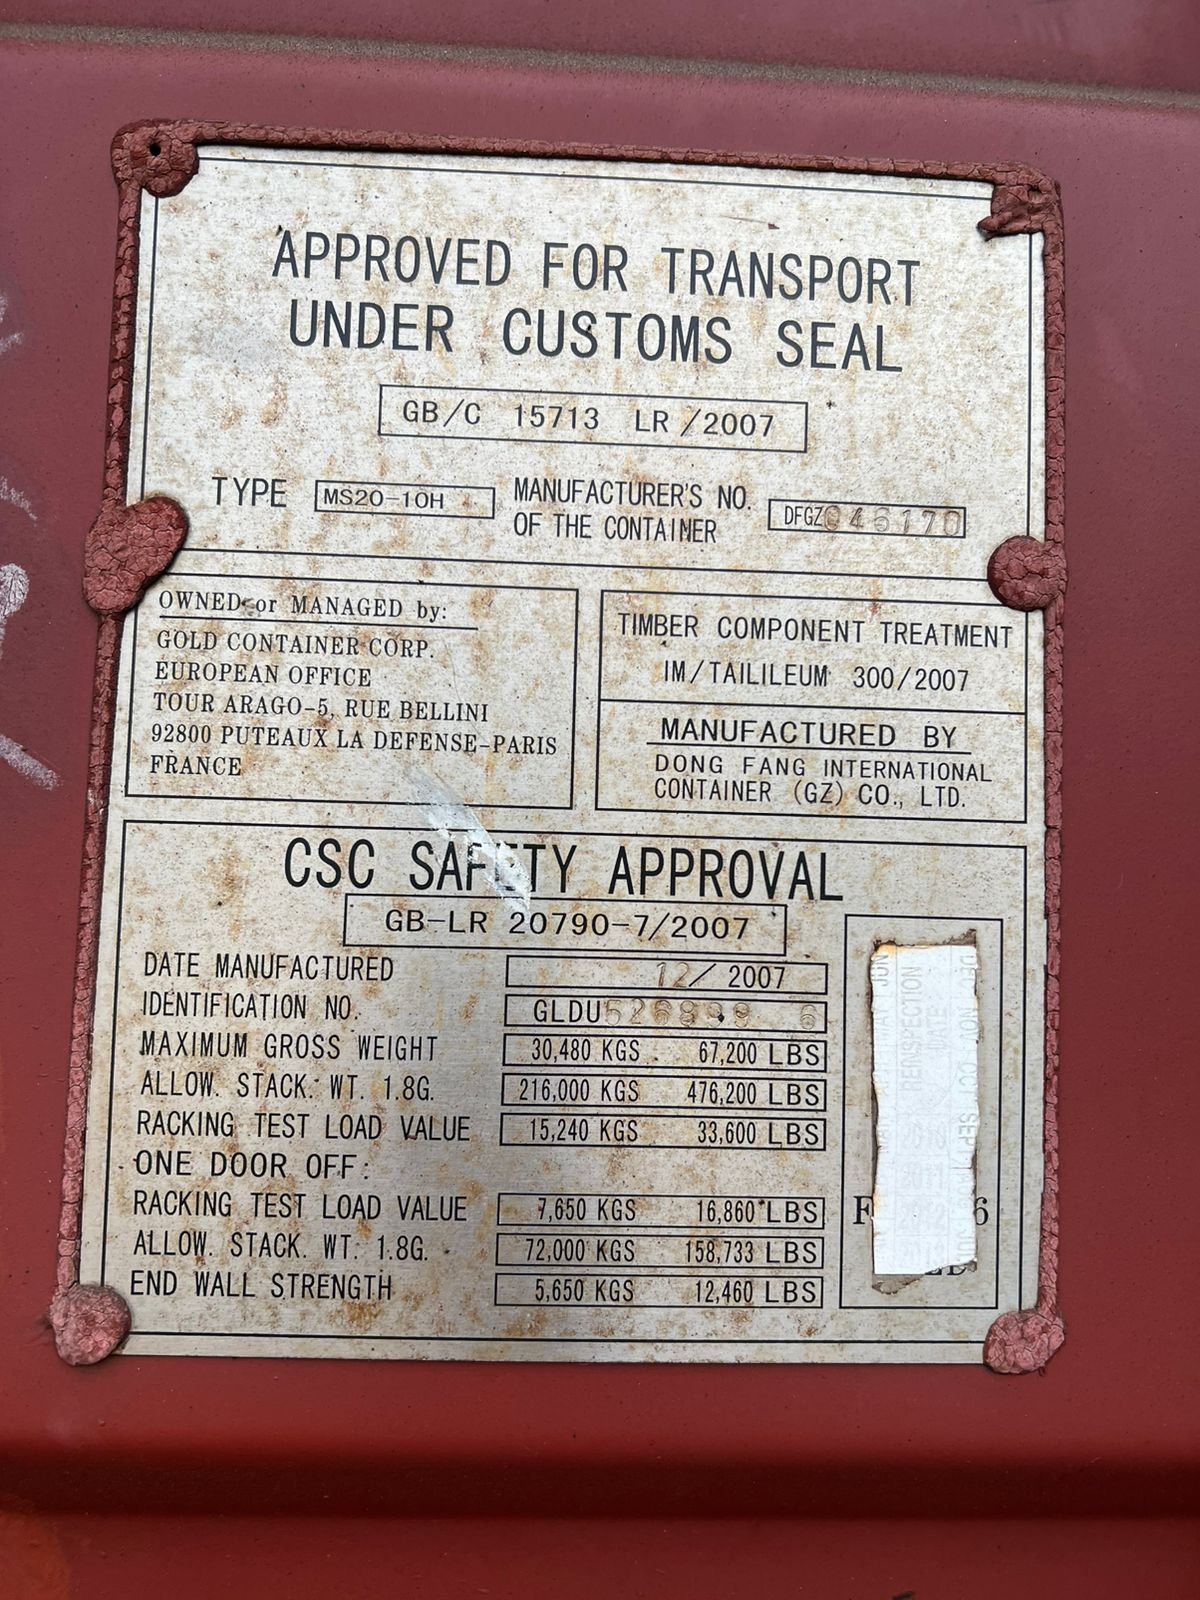 APPROVED FOR TRANSPORT
UNDER CUSTOMS SEAL
GB/C 15713 LR /2007
TYPE MS20-10H MANUFACTURER'S NO. OF THE CONTAINER DFGZ046170
OWNED or MANAGED by:
GOLD CONTAINER CORP.
EUROPEAN OFFICE
TOUR ARAGO-5, RUE BELLINI
92800 PUTEAUX LA DEFENSE-PARIS
FRANCE
TIMBER COMPONENT TREATMENT
IM/TAILILEUM 300/2007
MANUFACTURED BY
DONG FANG INTERNATIONAL
CONTAINER (GZ) CO., LTD.
CSC SAFETY APPROVAL
GB-LR 20790-7/2007
DATE MANUFACTURED 12/ 2007
IDENTIFICATION NO. GLDU526899 6
MAXIMUM GROSS WEIGHT 30,480 KGS 67,200 LBS
ALLOW. STACK. WT. 1.8G. 216,000 KGS 476,200 LBS
RACKING TEST LOAD VALUE 15,240 KGS 33,600 LBS
ONE DOOR OFF:
RACKING TEST LOAD VALUE 7,650 KGS 16,860 LBS
ALLOW. STACK. WT. 1.8G. 72,000 KGS 158,733 LBS
END WALL STRENGTH 5,650 KGS 12,460 LBS
INSPECTION
DATE